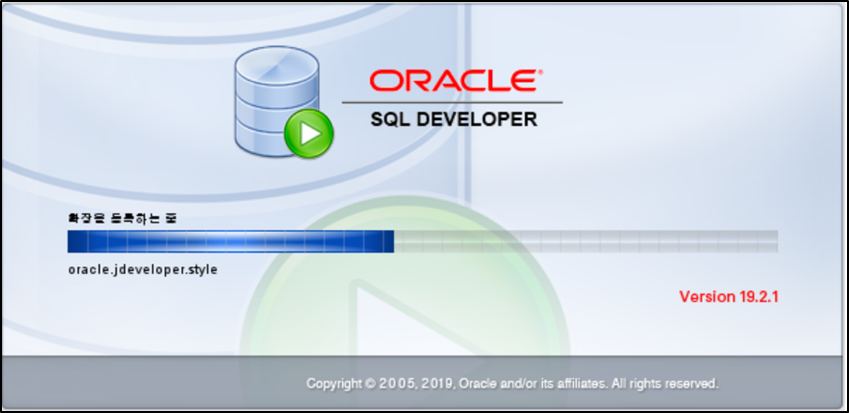 ORACLE®
SQL DEVELOPER
확장을 등록하는 중
oracle.jdeveloper.style
Version 19.2.1
Copyright © 2005, 2019, Oracle and/or its affiliates. All rights reserved.